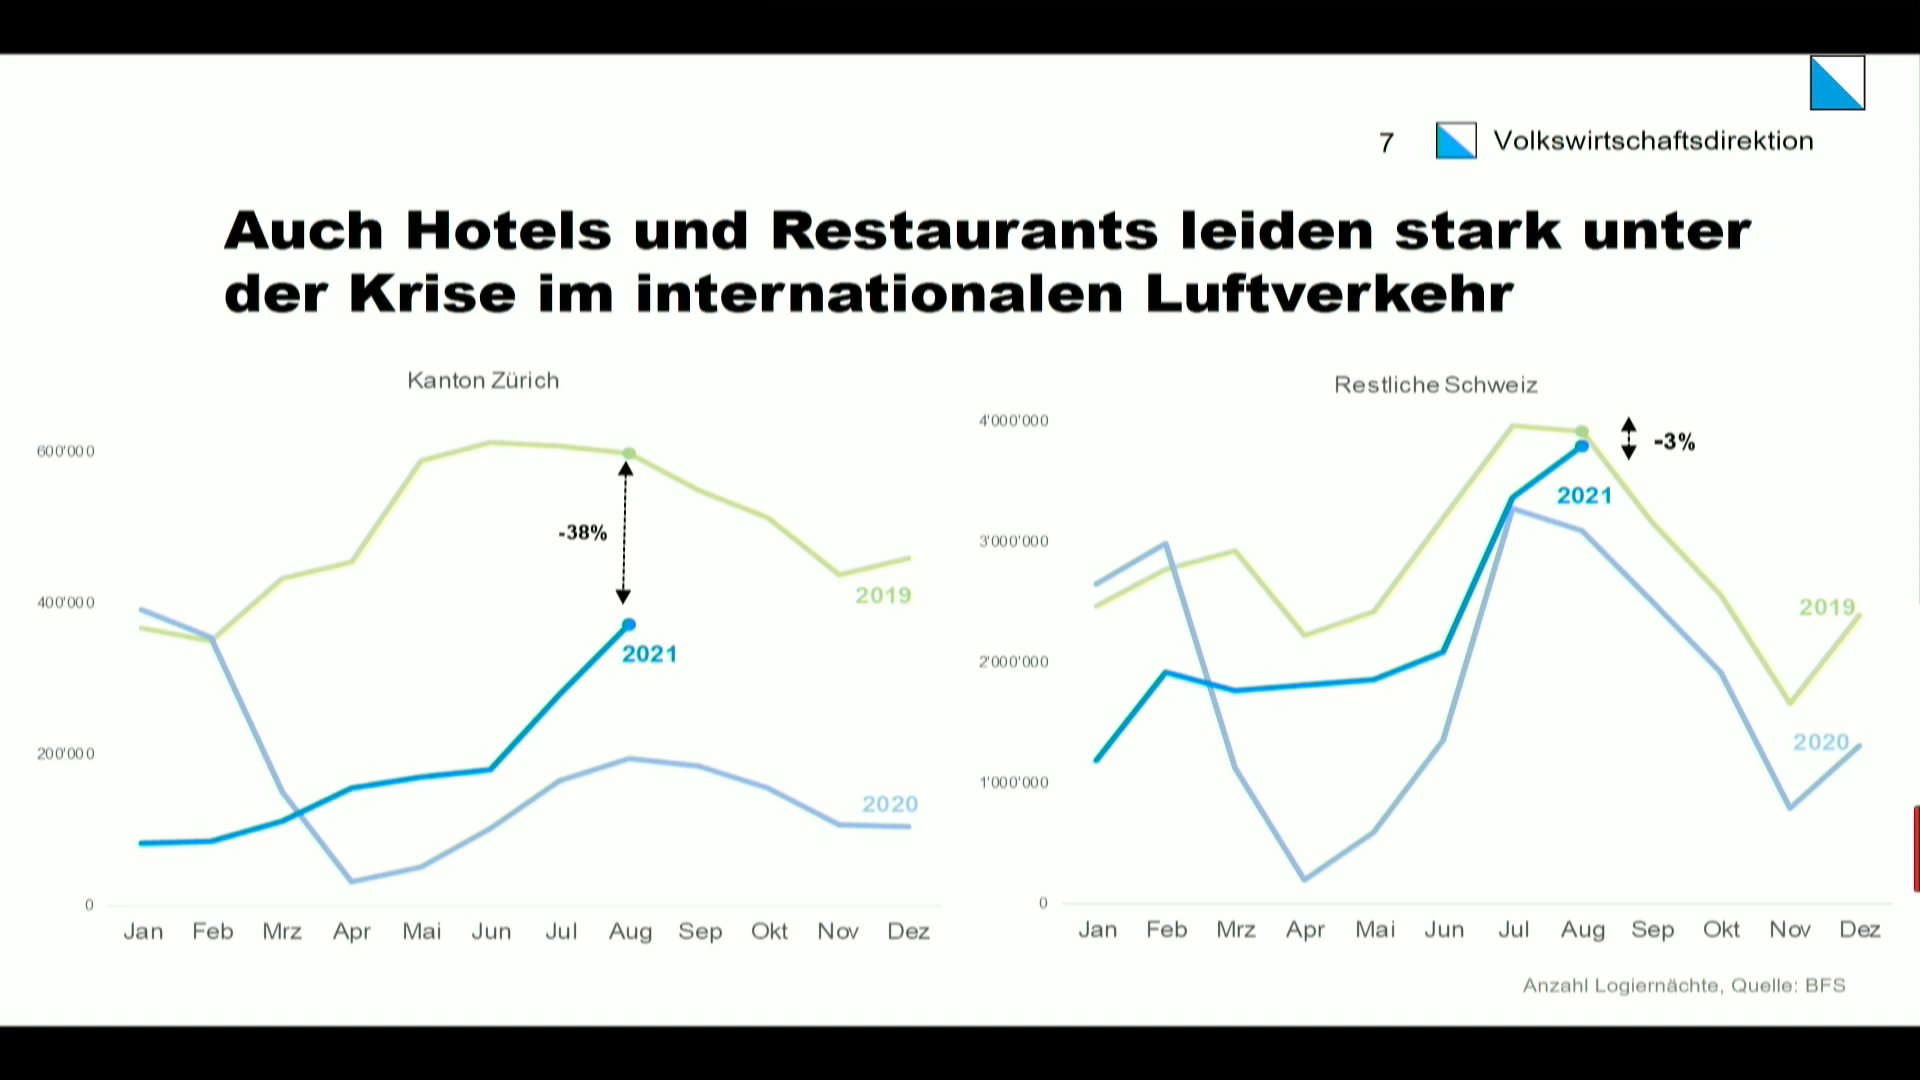 7 Volkswirtschaftsdirektion
Auch Hotels und Restaurants leiden stark unter
der Krise im internationalen Luftverkehr
Kanton Zürich
600'000
400'000
200'000
0
-38%
2019
2021
2020
Jan Feb Mrz Apr Mai Jun Jul Aug Sep Okt Nov Dez
Restliche Schweiz
4'000'000
3'000'000
2'000'000
1'000'000
0
-3%
2021
2019
2020
Jan Feb Mrz Apr Mai Jun Jul Aug Sep Okt Nov Dez
Anzahl Logiernächte, Quelle: BFS